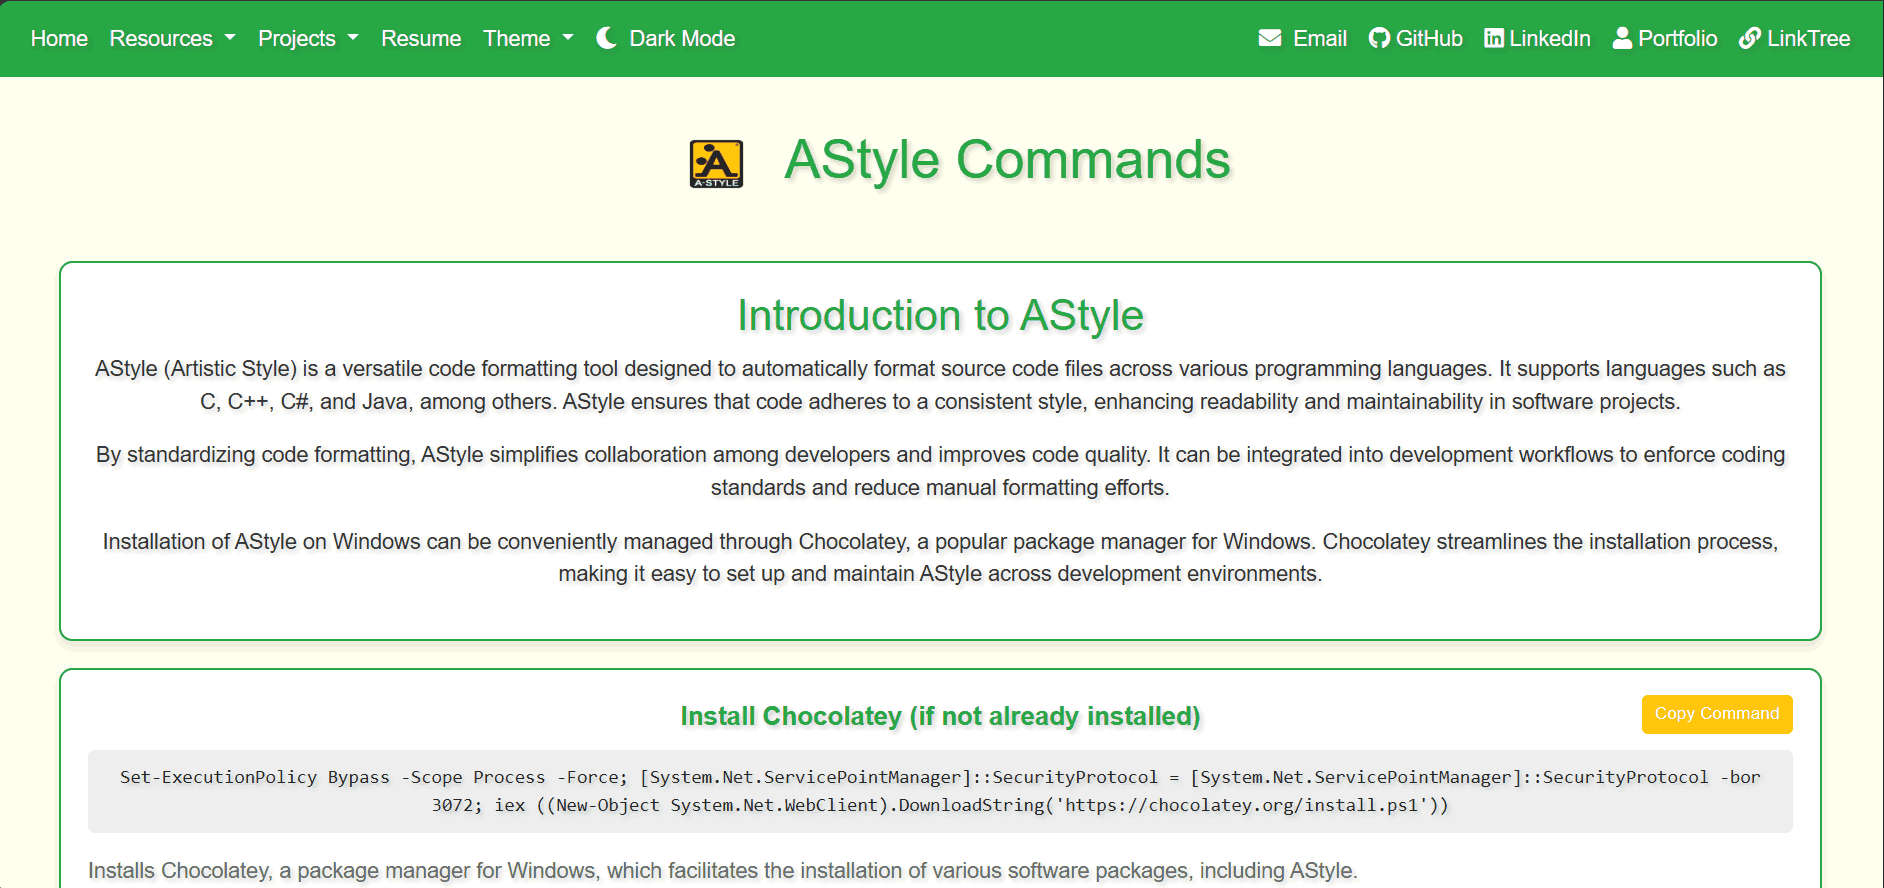 Home Resources Projects Resume Theme Dark Mode Email GitHub LinkedIn Portfolio LinkTree
A-STYLE
AStyle Commands
Introduction to AStyle
AStyle (Artistic Style) is a versatile code formatting tool designed to automatically format source code files across various programming languages. It supports languages such as
C, C++, C#, and Java, among others. AStyle ensures that code adheres to a consistent style, enhancing readability and maintainability in software projects.
By standardizing code formatting, AStyle simplifies collaboration among developers and improves code quality. It can be integrated into development workflows to enforce coding
standards and reduce manual formatting efforts.
Installation of AStyle on Windows can be conveniently managed through Chocolatey, a popular package manager for Windows. Chocolatey streamlines the installation process,
making it easy to set up and maintain AStyle across development environments.
Install Chocolatey (if not already installed)
Copy Command
Set-ExecutionPolicy Bypass -Scope Process -Force; [System.Net.ServicePointManager]::SecurityProtocol = [System.Net.ServicePointManager]::SecurityProtocol -bor
3072; iex ((New-Object System.Net.WebClient).DownloadString('https://chocolatey.org/install.ps1'))
Installs Chocolatey, a package manager for Windows, which facilitates the installation of various software packages, including AStyle.